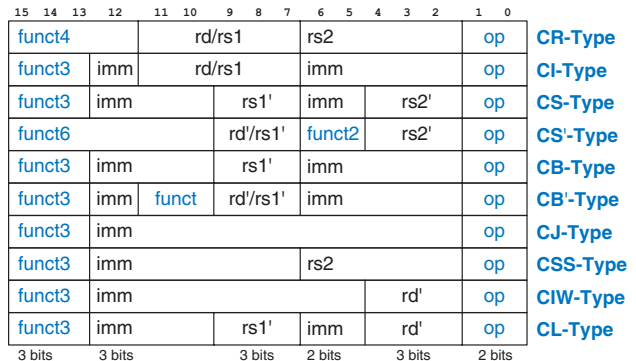 15 14 13 12 11 10 9 8 7 6 5 4 3 2 1 0
funct4 rd/rs1 rs2 op CR-Type
funct3 imm rd/rs1 imm op CI-Type
funct3 imm rs1' imm rs2' op CS-Type
funct6 rd'/rs1' funct2 rs2' op CS'-Type
funct3 imm rs1' imm op CB-Type
funct3 imm funct rd'/rs1' imm op CB'-Type
funct3 imm op CJ-Type
funct3 imm rs2 op CSS-Type
funct3 imm rd' op CIW-Type
funct3 imm rs1' imm rd' op CL-Type
3 bits 3 bits 3 bits 2 bits 3 bits 2 bits